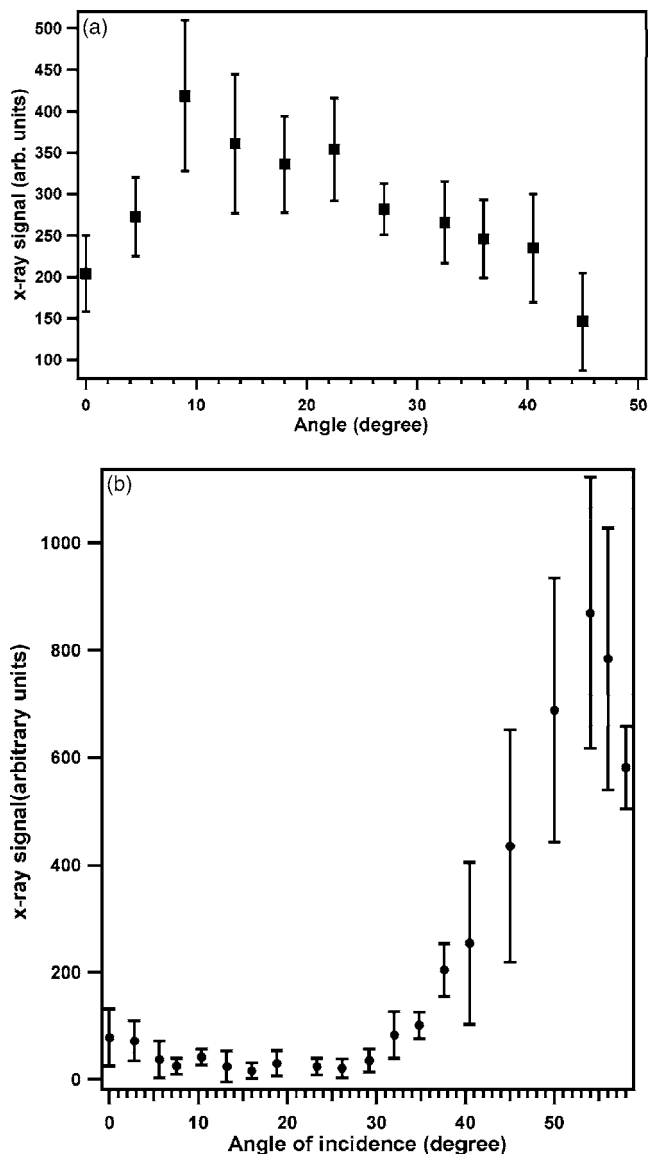 (a)
500
450
400
350
300
250
200
150
100
x-ray signal (arb. units)
0 10 20 30 40 50
Angle (degree)
(b)
1000
800
600
400
200
0
x-ray signal(arbitrary units)
0 10 20 30 40 50
Angle of incidence (degree)